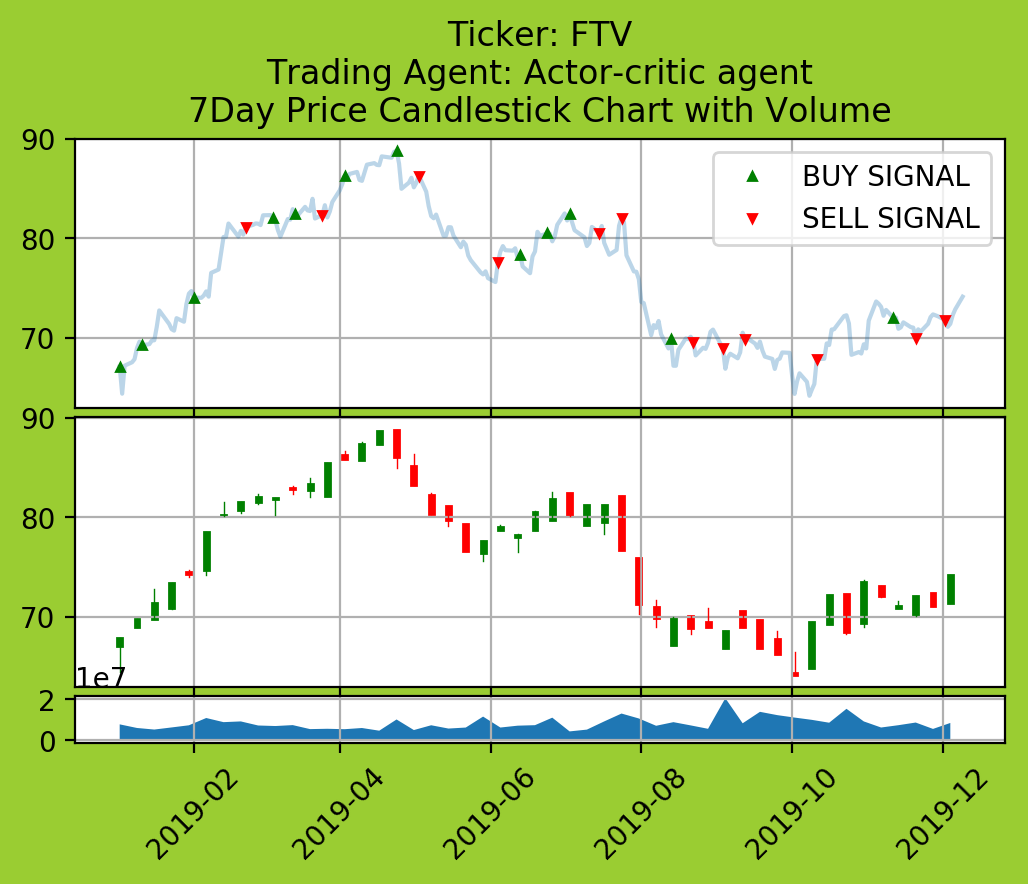 Ticker: FTV
Trading Agent: Actor-critic agent
7Day Price Candlestick Chart with Volume
90
80
70
BUY SIGNAL
SELL SIGNAL
90
80
70
1e7
2
0
2019-02
2019-04
2019-06
2019-08
2019-10
2019-12